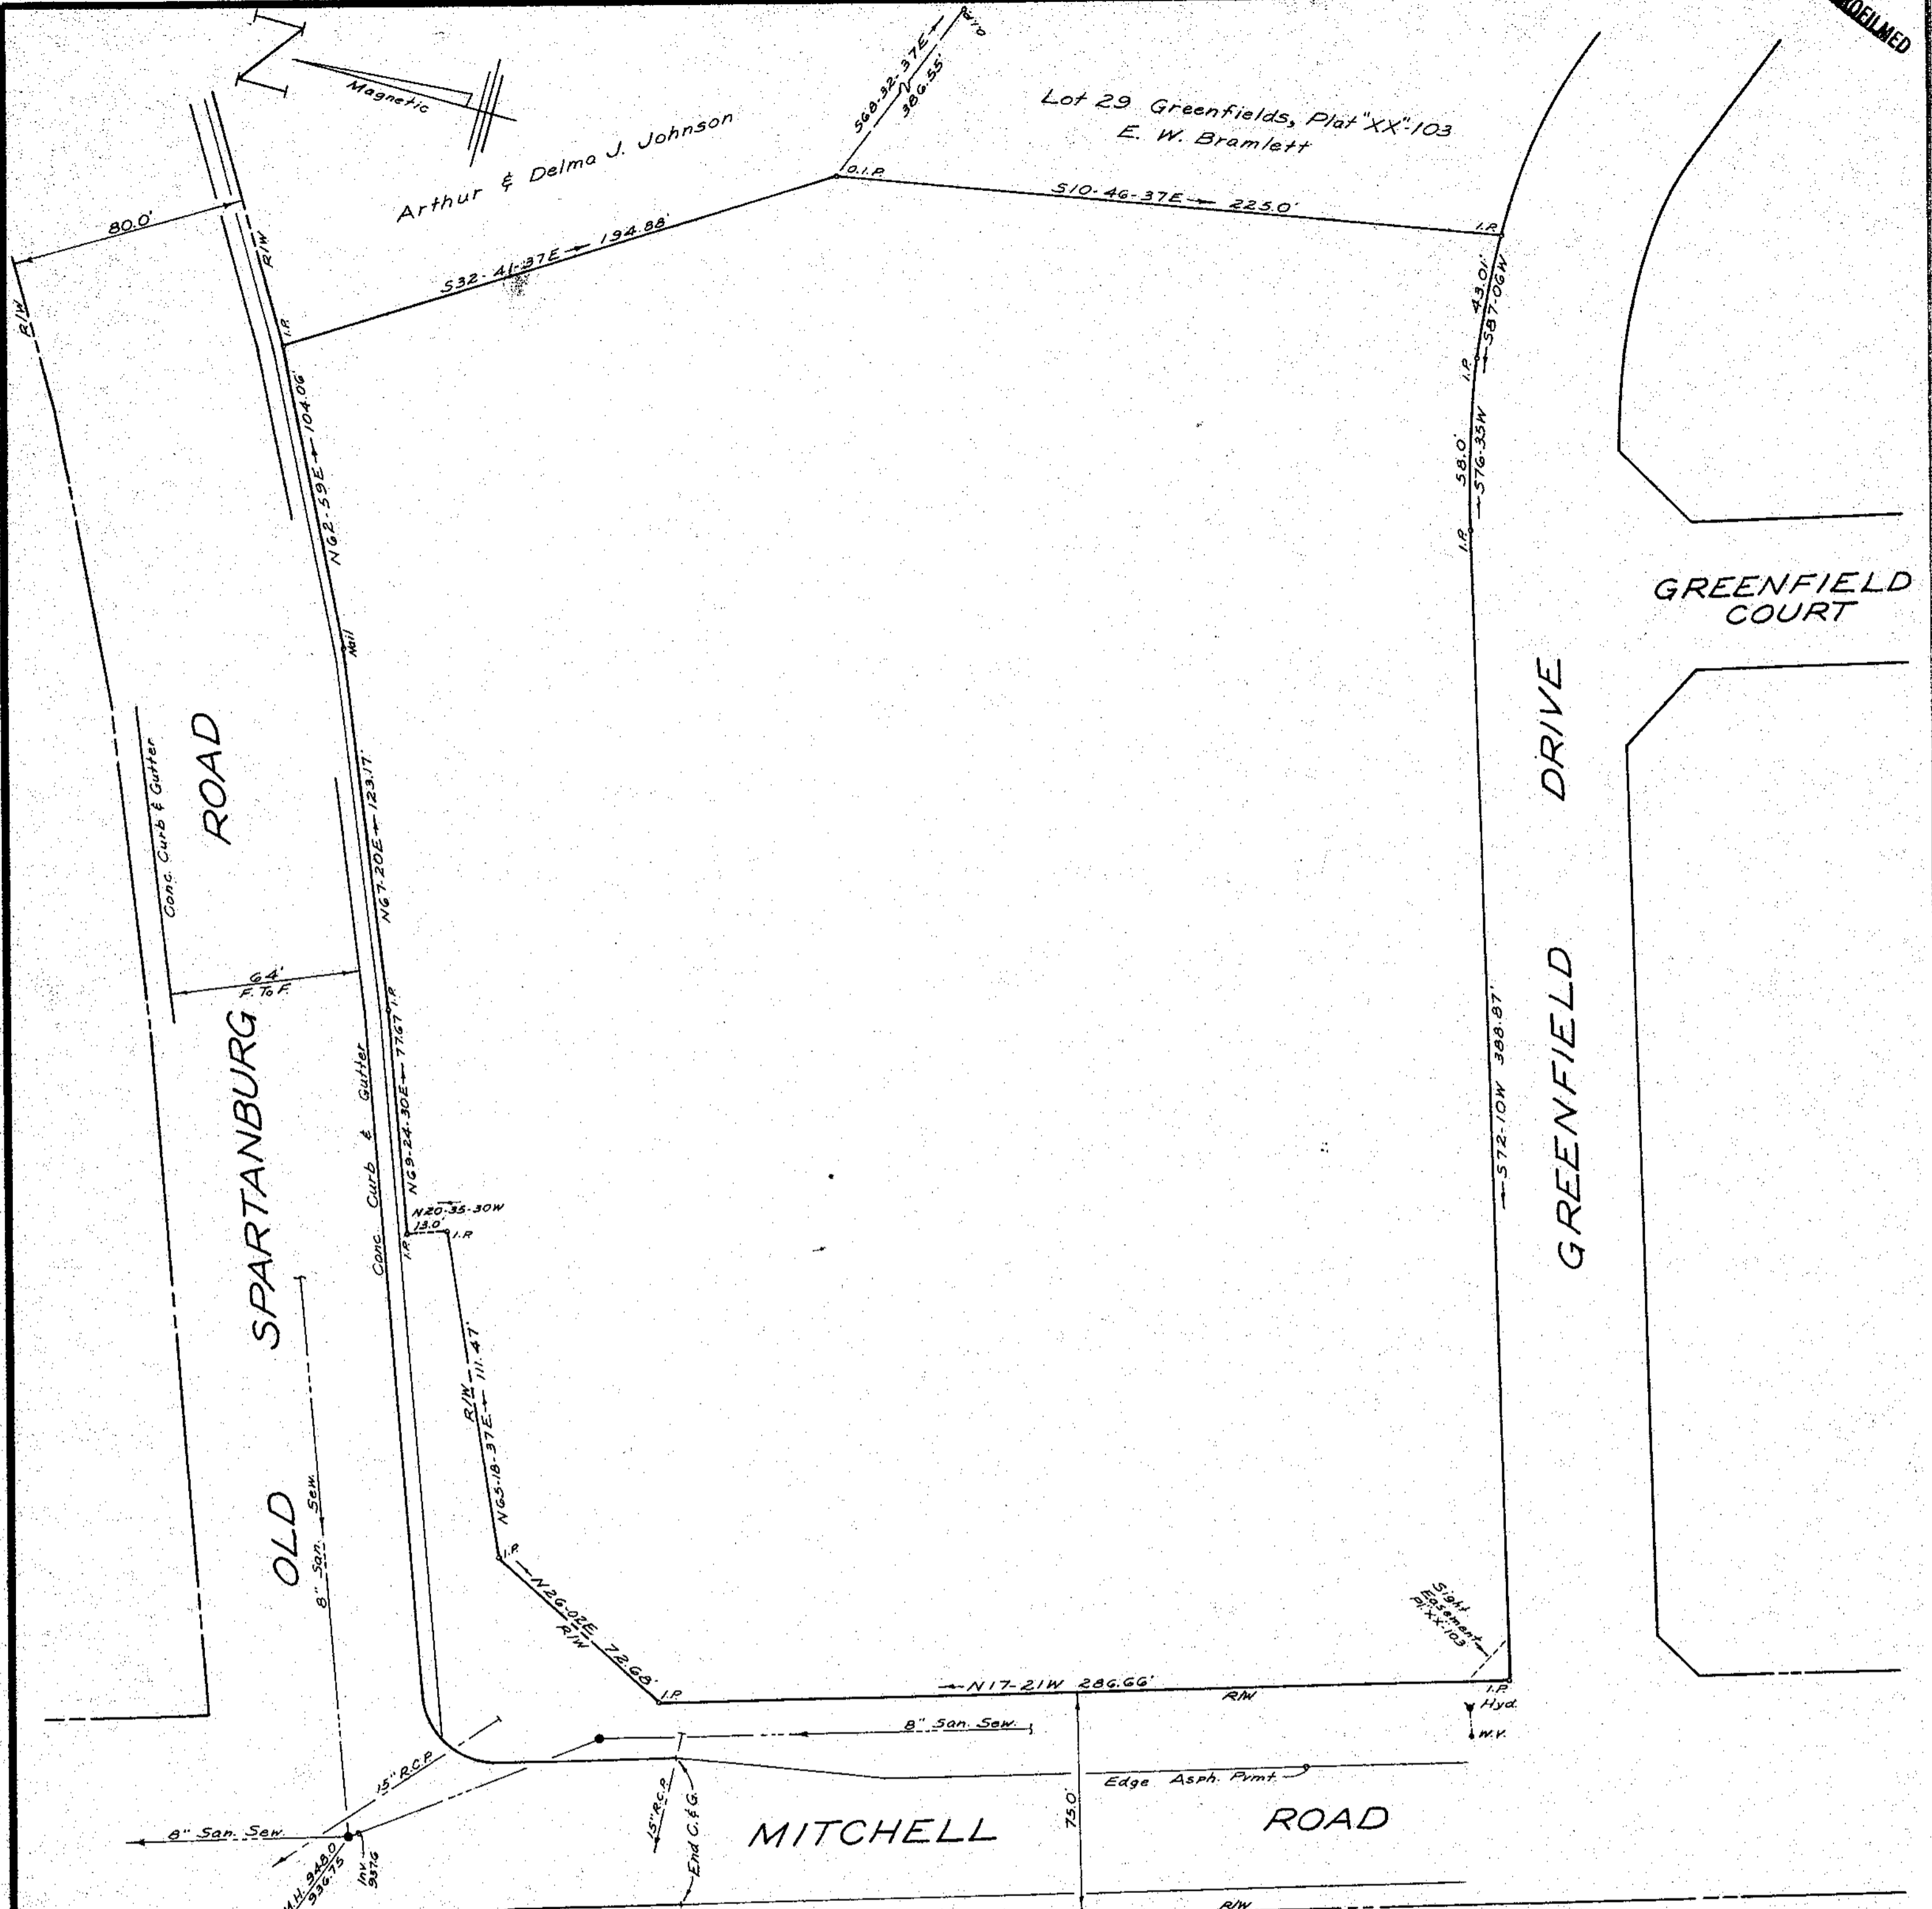 N
Magnetic
Arthur & Delma J. Johnson
S68-32-37E
386.55'
Lot 29 Greenfields, Plat "XX"-103
E. W. Bramlett
80.0'
R/W
R/W
O.I.P.
S10-46-37E 225.0'
I.P.
S32-41-37E 194.88'
I.P.
43.01'
S87-06W
I.P.
58.0'
S76-35W
I.P.
N62-59E 104.06'
Nail
GREENFIELD
COURT
Conc. Curb & Gutter
N67-20E 123.17'
64'
F. To F.
I.P.
Conc. Curb & Gutter
N69-24-30E 77.67'
N20-35-30W
13.0'
I.P.
I.P.
OLD SPARTANBURG ROAD
S72-10W 388.87'
GREENFIELD DRIVE
R/W
N65-18-37E 111.47'
8" San. Sew.
I.P.
N26-02E 72.68'
R/W
I.P.
Sight
Easement
Pl. XX-103
N17-21W 286.66'
R/W
I.P.
Hyd.
W.V.
8" San. Sew.
15" R.C.P.
Edge Asph. Pvmt.
15" R.C.P.
End C. & G.
75.0'
MITCHELL ROAD
8" San. Sew.
M.H. 948.0
936.75
Inv.
937.6
R/W